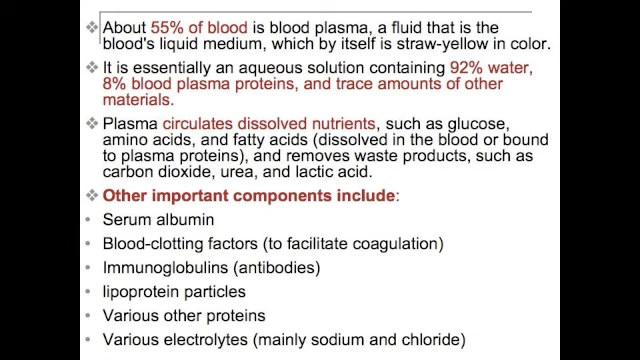 ❖ About 55% of blood is blood plasma, a fluid that is the
blood's liquid medium, which by itself is straw-yellow in color.
❖ It is essentially an aqueous solution containing 92% water,
8% blood plasma proteins, and trace amounts of other
materials.
❖ Plasma circulates dissolved nutrients, such as glucose,
amino acids, and fatty acids (dissolved in the blood or bound
to plasma proteins), and removes waste products, such as
carbon dioxide, urea, and lactic acid.
❖ Other important components include:
• Serum albumin
• Blood-clotting factors (to facilitate coagulation)
• Immunoglobulins (antibodies)
• lipoprotein particles
• Various other proteins
• Various electrolytes (mainly sodium and chloride)